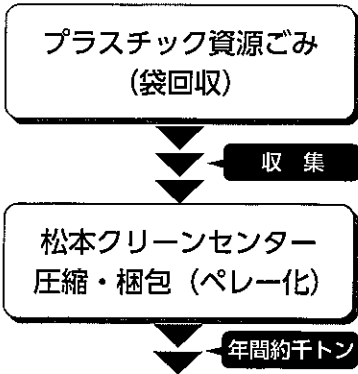 プラスチック資源ごみ
(袋回収)
収 集
松本クリーンセンター
圧縮・梱包（ペレー化）
年間約千トン